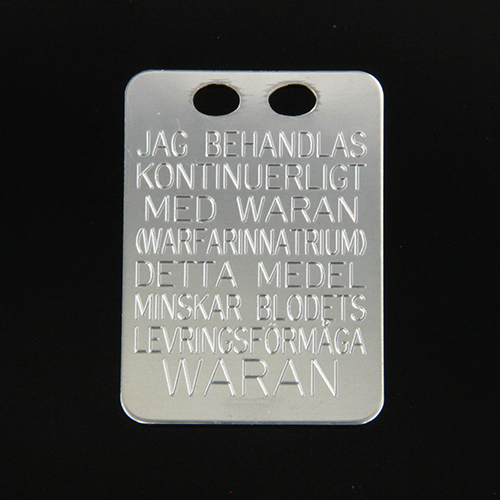 JAG BEHANDLAS
KONTINUERLIGT
MED WARAN
(WARFARINNATRIUM)
DETTA MEDEL
MINSKAR BLODETS
LEVRINGSFÖRMÅGA
WARAN